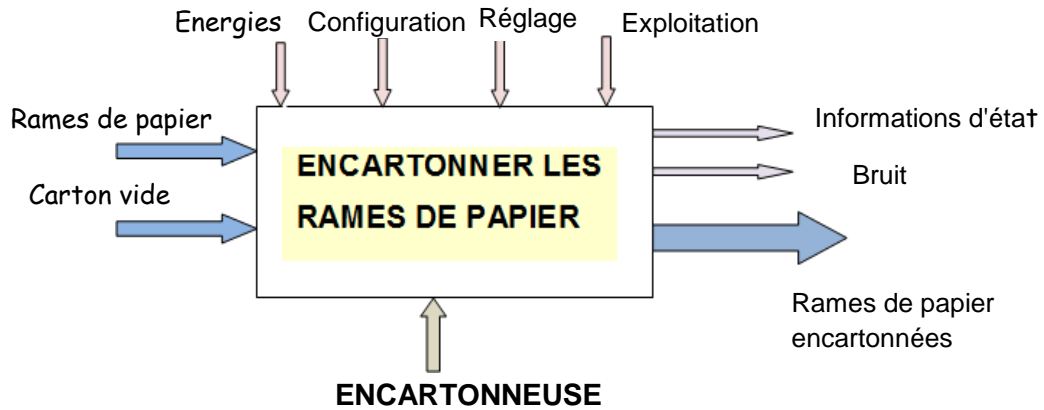 Energies
Configuration
Réglage
Exploitation
Rames de papier
Carton vide
ENCARTONNER LES
RAMES DE PAPIER
Informations d'état
Bruit
Rames de papier
encartonnées
ENCARTONNEUSE